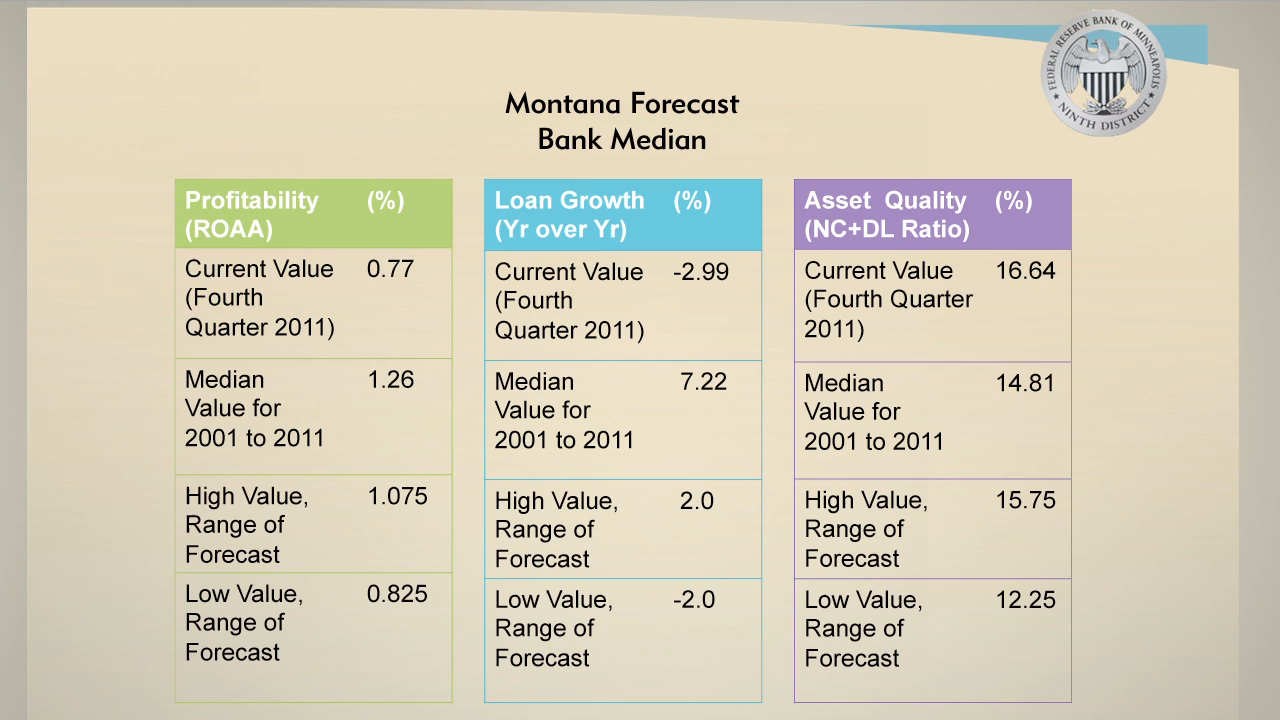 FEDERAL RESERVE BANK OF MINNEAPOLIS
NINTH DISTRICT
Montana Forecast
Bank Median
Profitability (%)
(ROAA)
Current Value 0.77
(Fourth
Quarter 2011)
Median 1.26
Value for
2001 to 2011
High Value, 1.075
Range of
Forecast
Low Value, 0.825
Range of
Forecast
Loan Growth (%)
(Yr over Yr)
Current Value -2.99
(Fourth
Quarter 2011)
Median 7.22
Value for
2001 to 2011
High Value, 2.0
Range of
Forecast
Low Value, -2.0
Range of
Forecast
Asset Quality (%)
(NC+DL Ratio)
Current Value 16.64
(Fourth Quarter
2011)
Median 14.81
Value for
2001 to 2011
High Value, 15.75
Range of
Forecast
Low Value, 12.25
Range of
Forecast